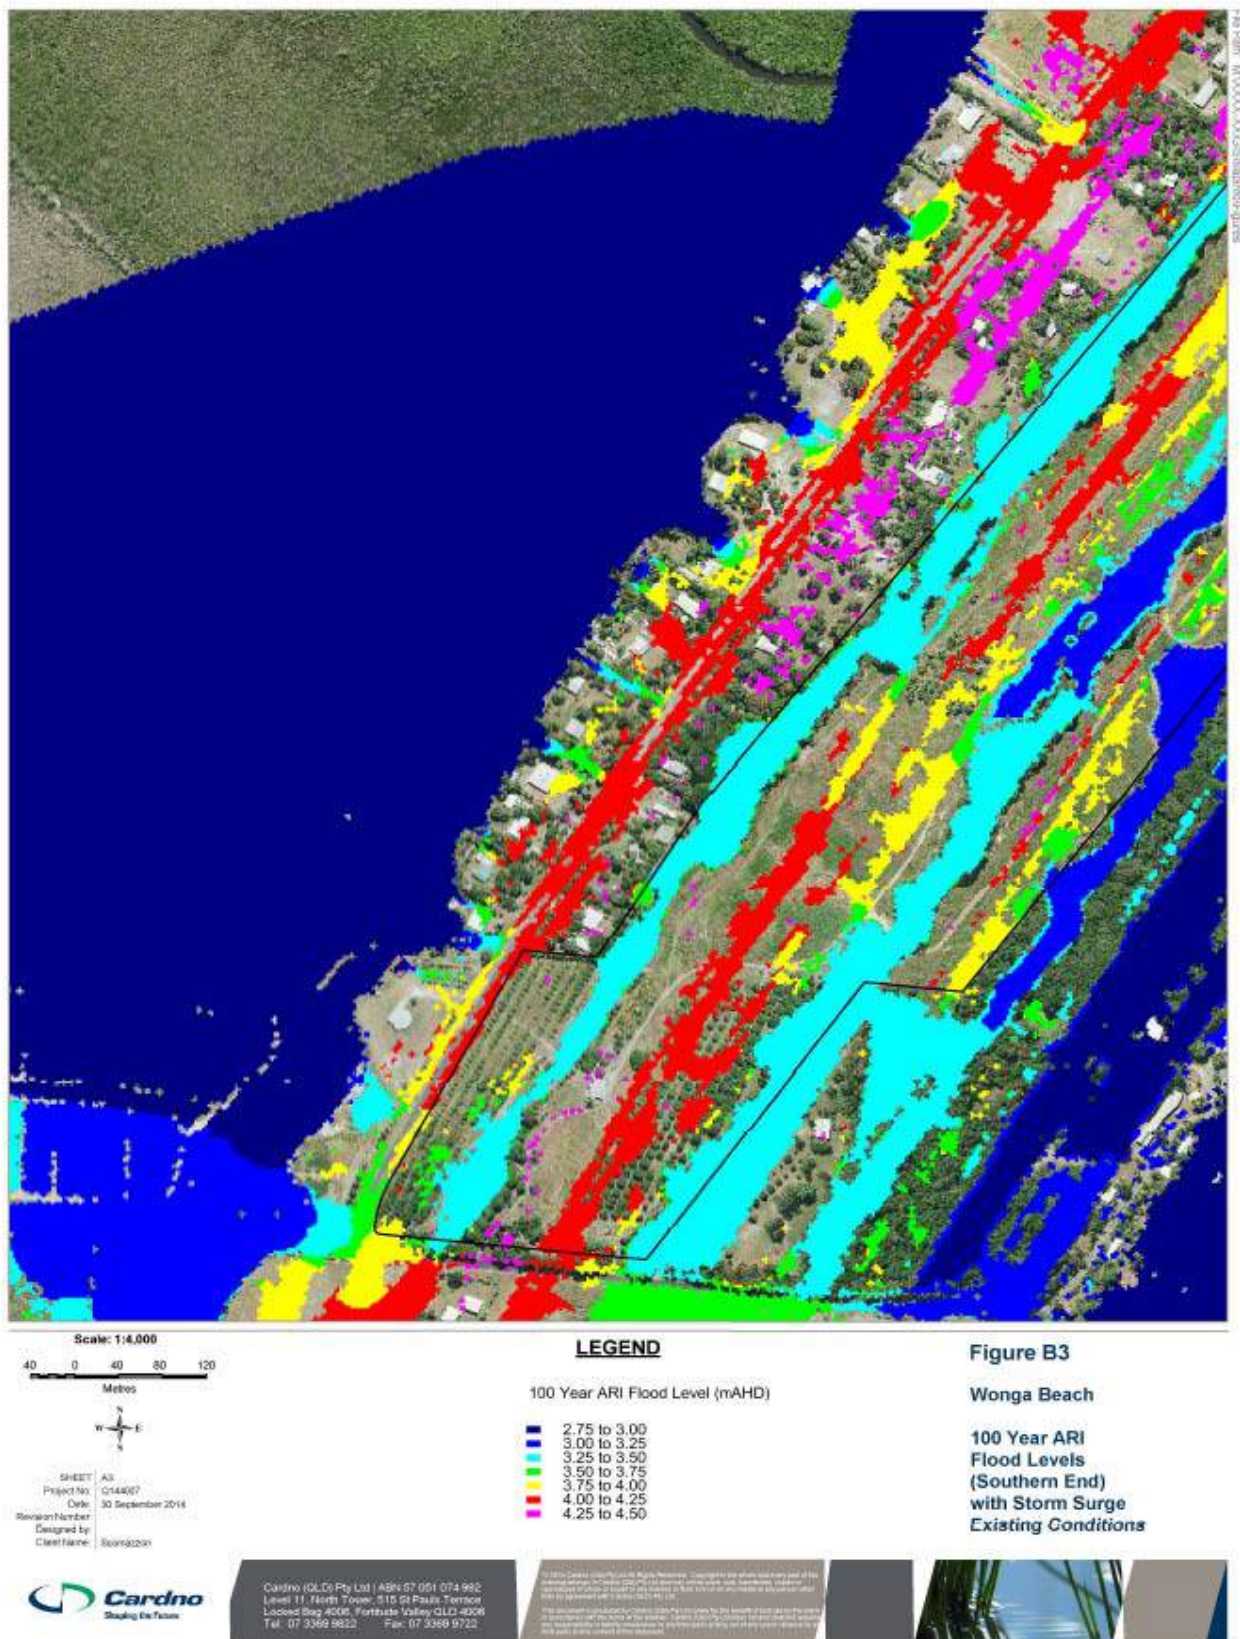 Scale: 1:4,000
40 0 40 80 120
Metres
N
W E
S
SHEET A3
Project No:
Date: 30 September 2014
Revision Number
Designed by:
Client Name: Scomazzon
LEGEND
100 Year ARI Flood Level (mAHD)
2.75 to 3.00
3.00 to 3.25
3.25 to 3.50
3.50 to 3.75
3.75 to 4.00
4.00 to 4.25
4.25 to 4.50
Figure B3
Wonga Beach
100 Year ARI
Flood Levels
(Southern End)
with Storm Surge
Existing Conditions
Cardno
Shaping the Future
Cardno (QLD) Pty Ltd | ABN 57 051 074 992
Level 11, North Tower, 515 St Pauls Terrace
Locked Bag 4006, Fortitude Valley QLD 4006
Tel: 07 3369 9822 Fax: 07 3369 9722